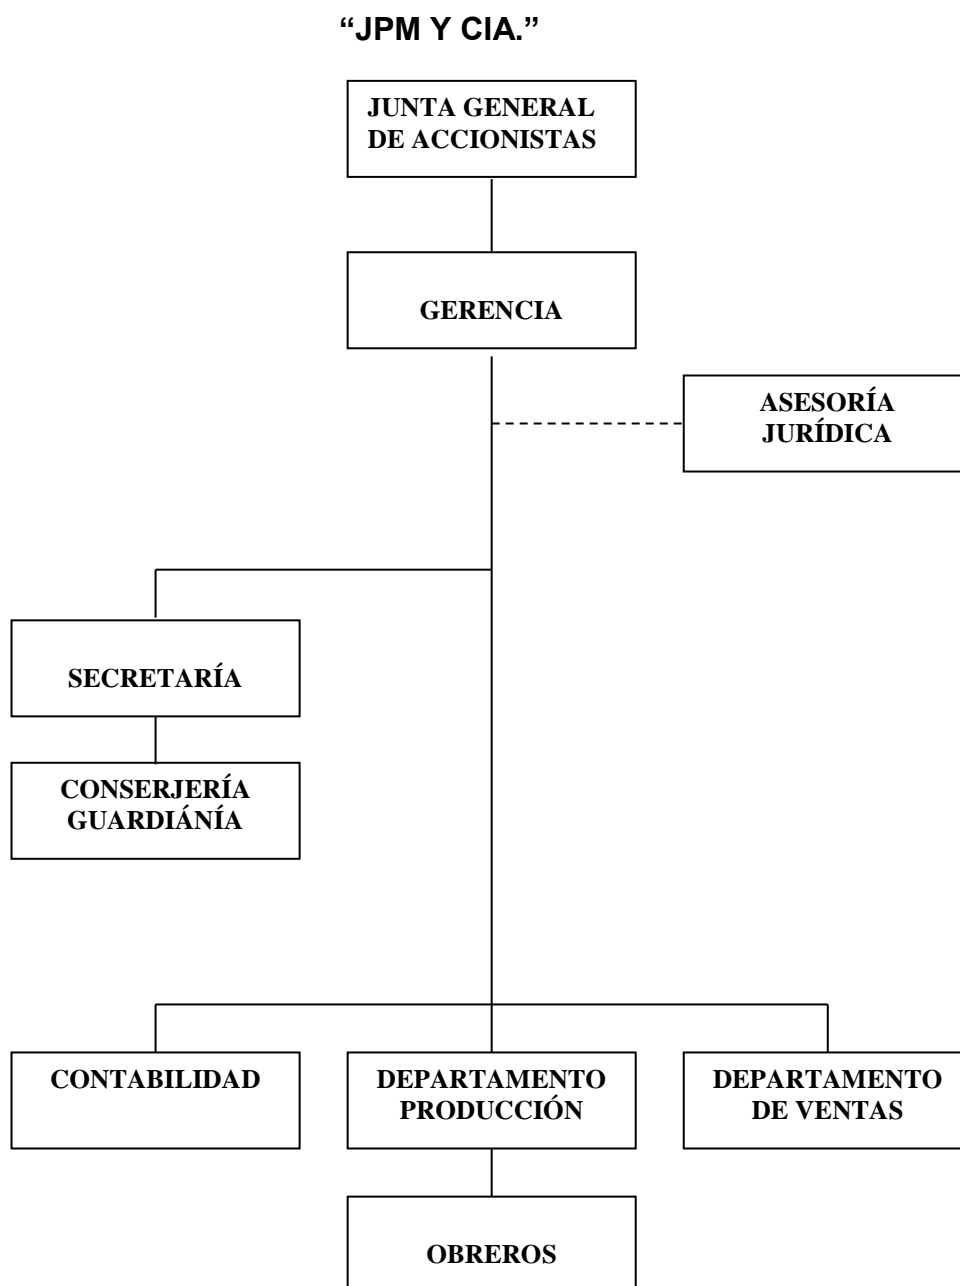 “JPM Y CIA.”
JUNTA GENERAL
DE ACCIONISTAS
GERENCIA
ASESORÍA
JURÍDICA
SECRETARÍA
CONSERJERÍA
GUARDIÁNÍA
CONTABILIDAD
DEPARTAMENTO
PRODUCCIÓN
DEPARTAMENTO
DE VENTAS
OBREROS